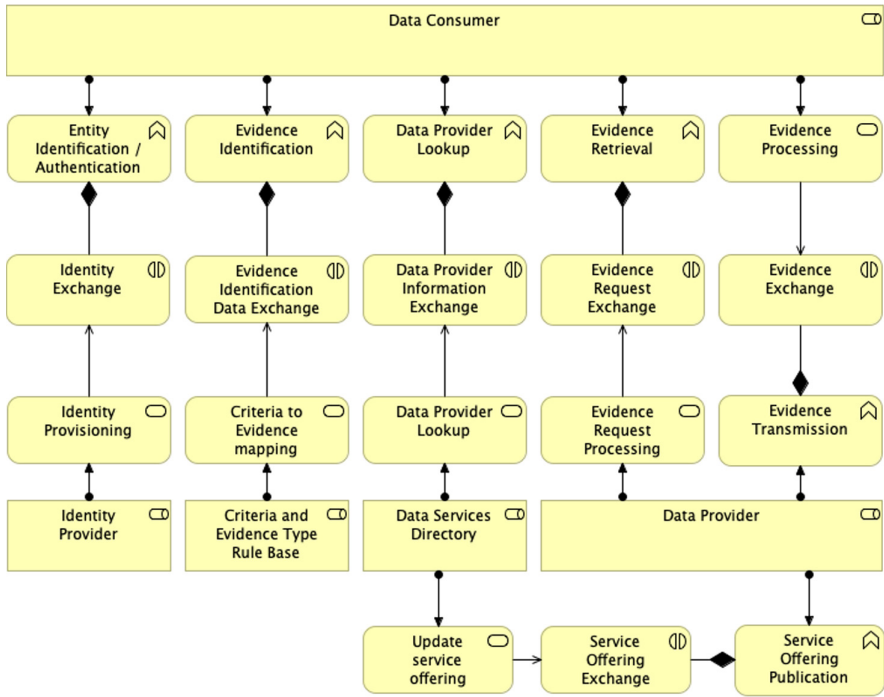 Data Consumer
Entity
Identification /
Authentication
Evidence
Identification
Data Provider
Lookup
Evidence
Retrieval
Evidence
Processing
Identity
Exchange
Evidence
Identification
Data Exchange
Data Provider
Information
Exchange
Evidence
Request
Exchange
Evidence
Exchange
Identity
Provisioning
Criteria to
Evidence
mapping
Data Provider
Lookup
Evidence
Request
Processing
Evidence
Transmission
Identity
Provider
Criteria and
Evidence Type
Rule Base
Data Services
Directory
Data Provider
Update
service
offering
Service
Offering
Exchange
Service
Offering
Publication